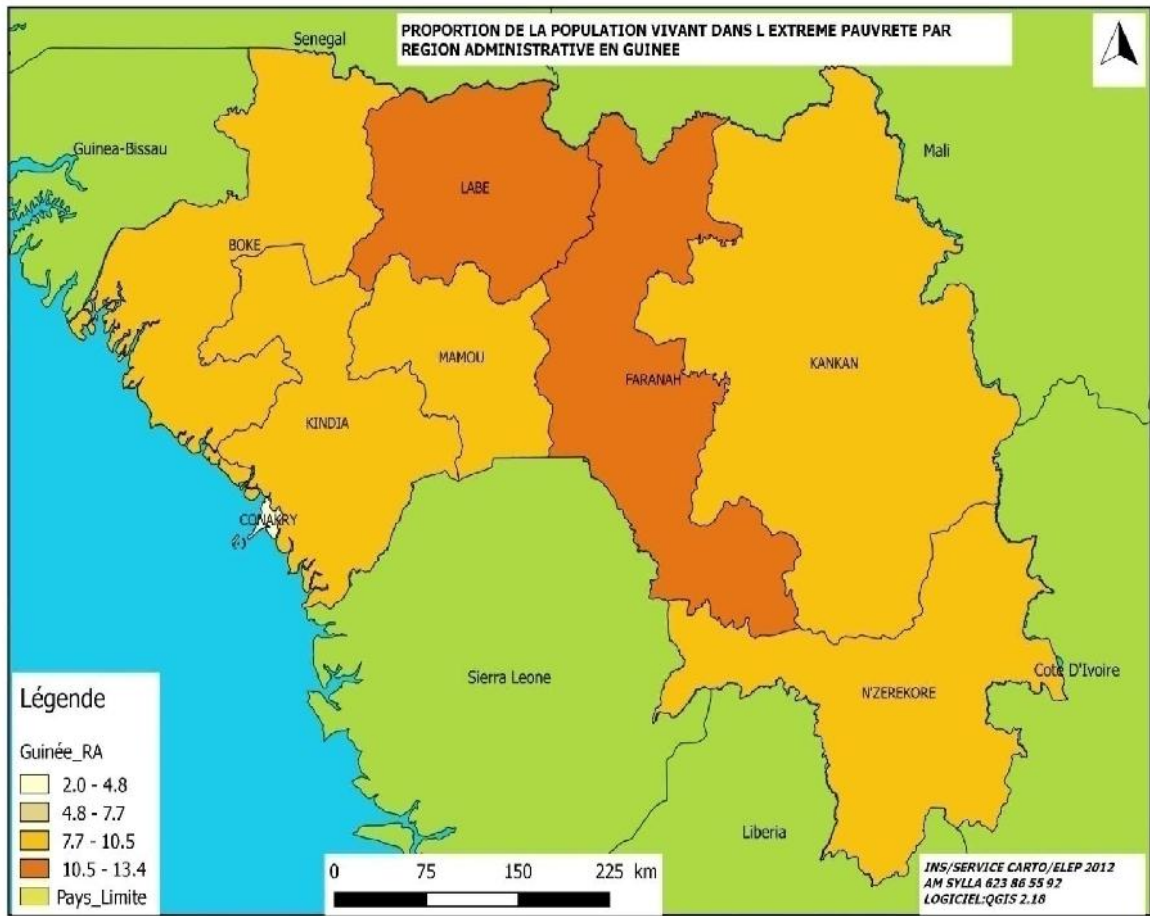 PROPORTION DE LA POPULATION VIVANT DANS L EXTREME PAUVRETE PAR
REGION ADMINISTRATIVE EN GUINEE
Senegal
Guinea-Bissau
Mali
LABE
BOKE
MAMOU
KANKAN
FARANAH
KINDIA
CONAKRY
Sierra Leone
Cote D'Ivoire
N'ZEREKORE
Liberia
Légende
Guinée_RA
2.0 - 4.8
4.8 - 7.7
7.7 - 10.5
10.5 - 13.4
Pays_Limite
0 75 150 225 km
INS/SERVICE CARTO/ELEP 2012
AM SYLLA 623 86 55 92
LOGICIEL:QGIS 2.18